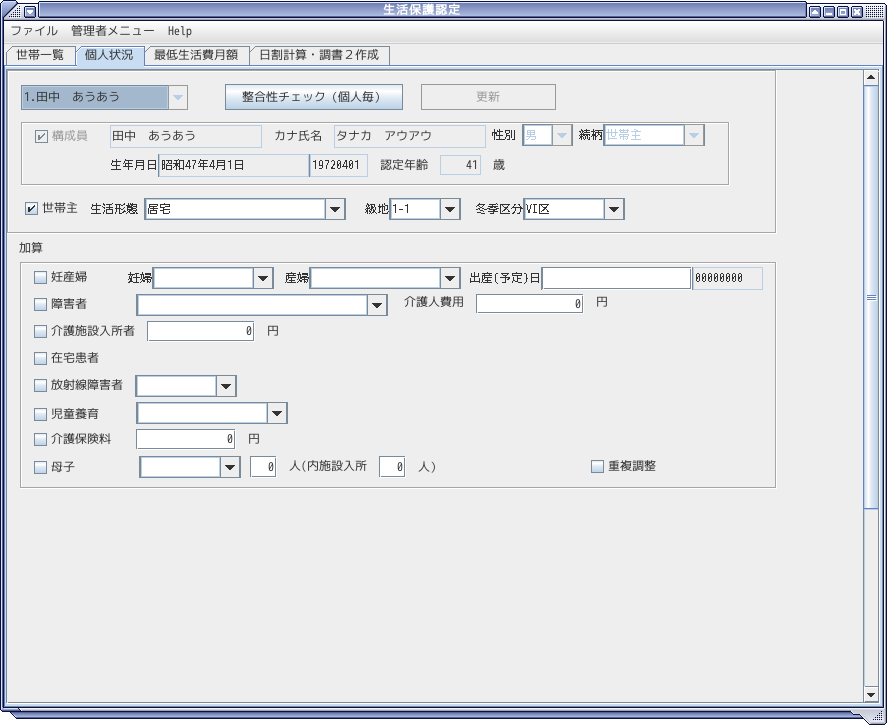 生活保護認定
ファイル 管理者メニュー Help
世帯一覧 個人状況 最低生活費月額 日割計算・調書２作成
1.田中　あうあう 整合性チェック（個人毎） 更新
構成員 田中　あうあう カナ氏名 タナカ　アウアウ 性別 男 続柄 世帯主
生年月日 昭和47年4月1日 19720401 認定年齢 41 歳
世帯主 生活形態 居宅 級地 1-1 冬季区分 VI区
加算
妊産婦 妊婦 産婦 出産(予定)日 00000000
障害者 介護人費用 0 円
介護施設入所者 0 円
在宅患者
放射線障害者
児童養育
介護保険料 0 円
母子 0 人(内施設入所 0 人) 重複調整